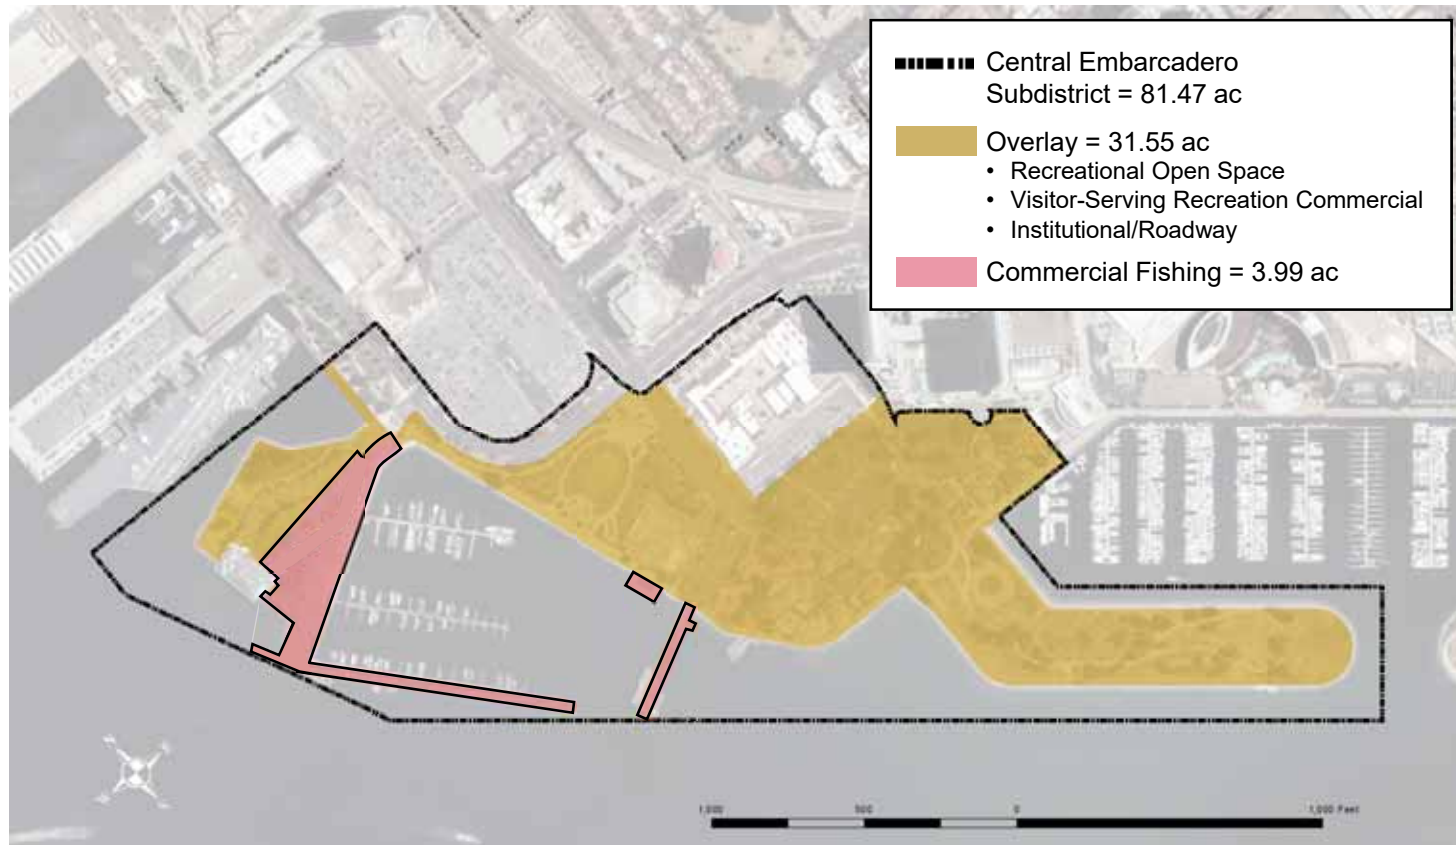 Central Embarcadero
Subdistrict = 81.47 ac
Overlay = 31.55 ac
• Recreational Open Space
• Visitor-Serving Recreation Commercial
• Institutional/Roadway
Commercial Fishing = 3.99 ac
1,000 500 0 1,000 Feet